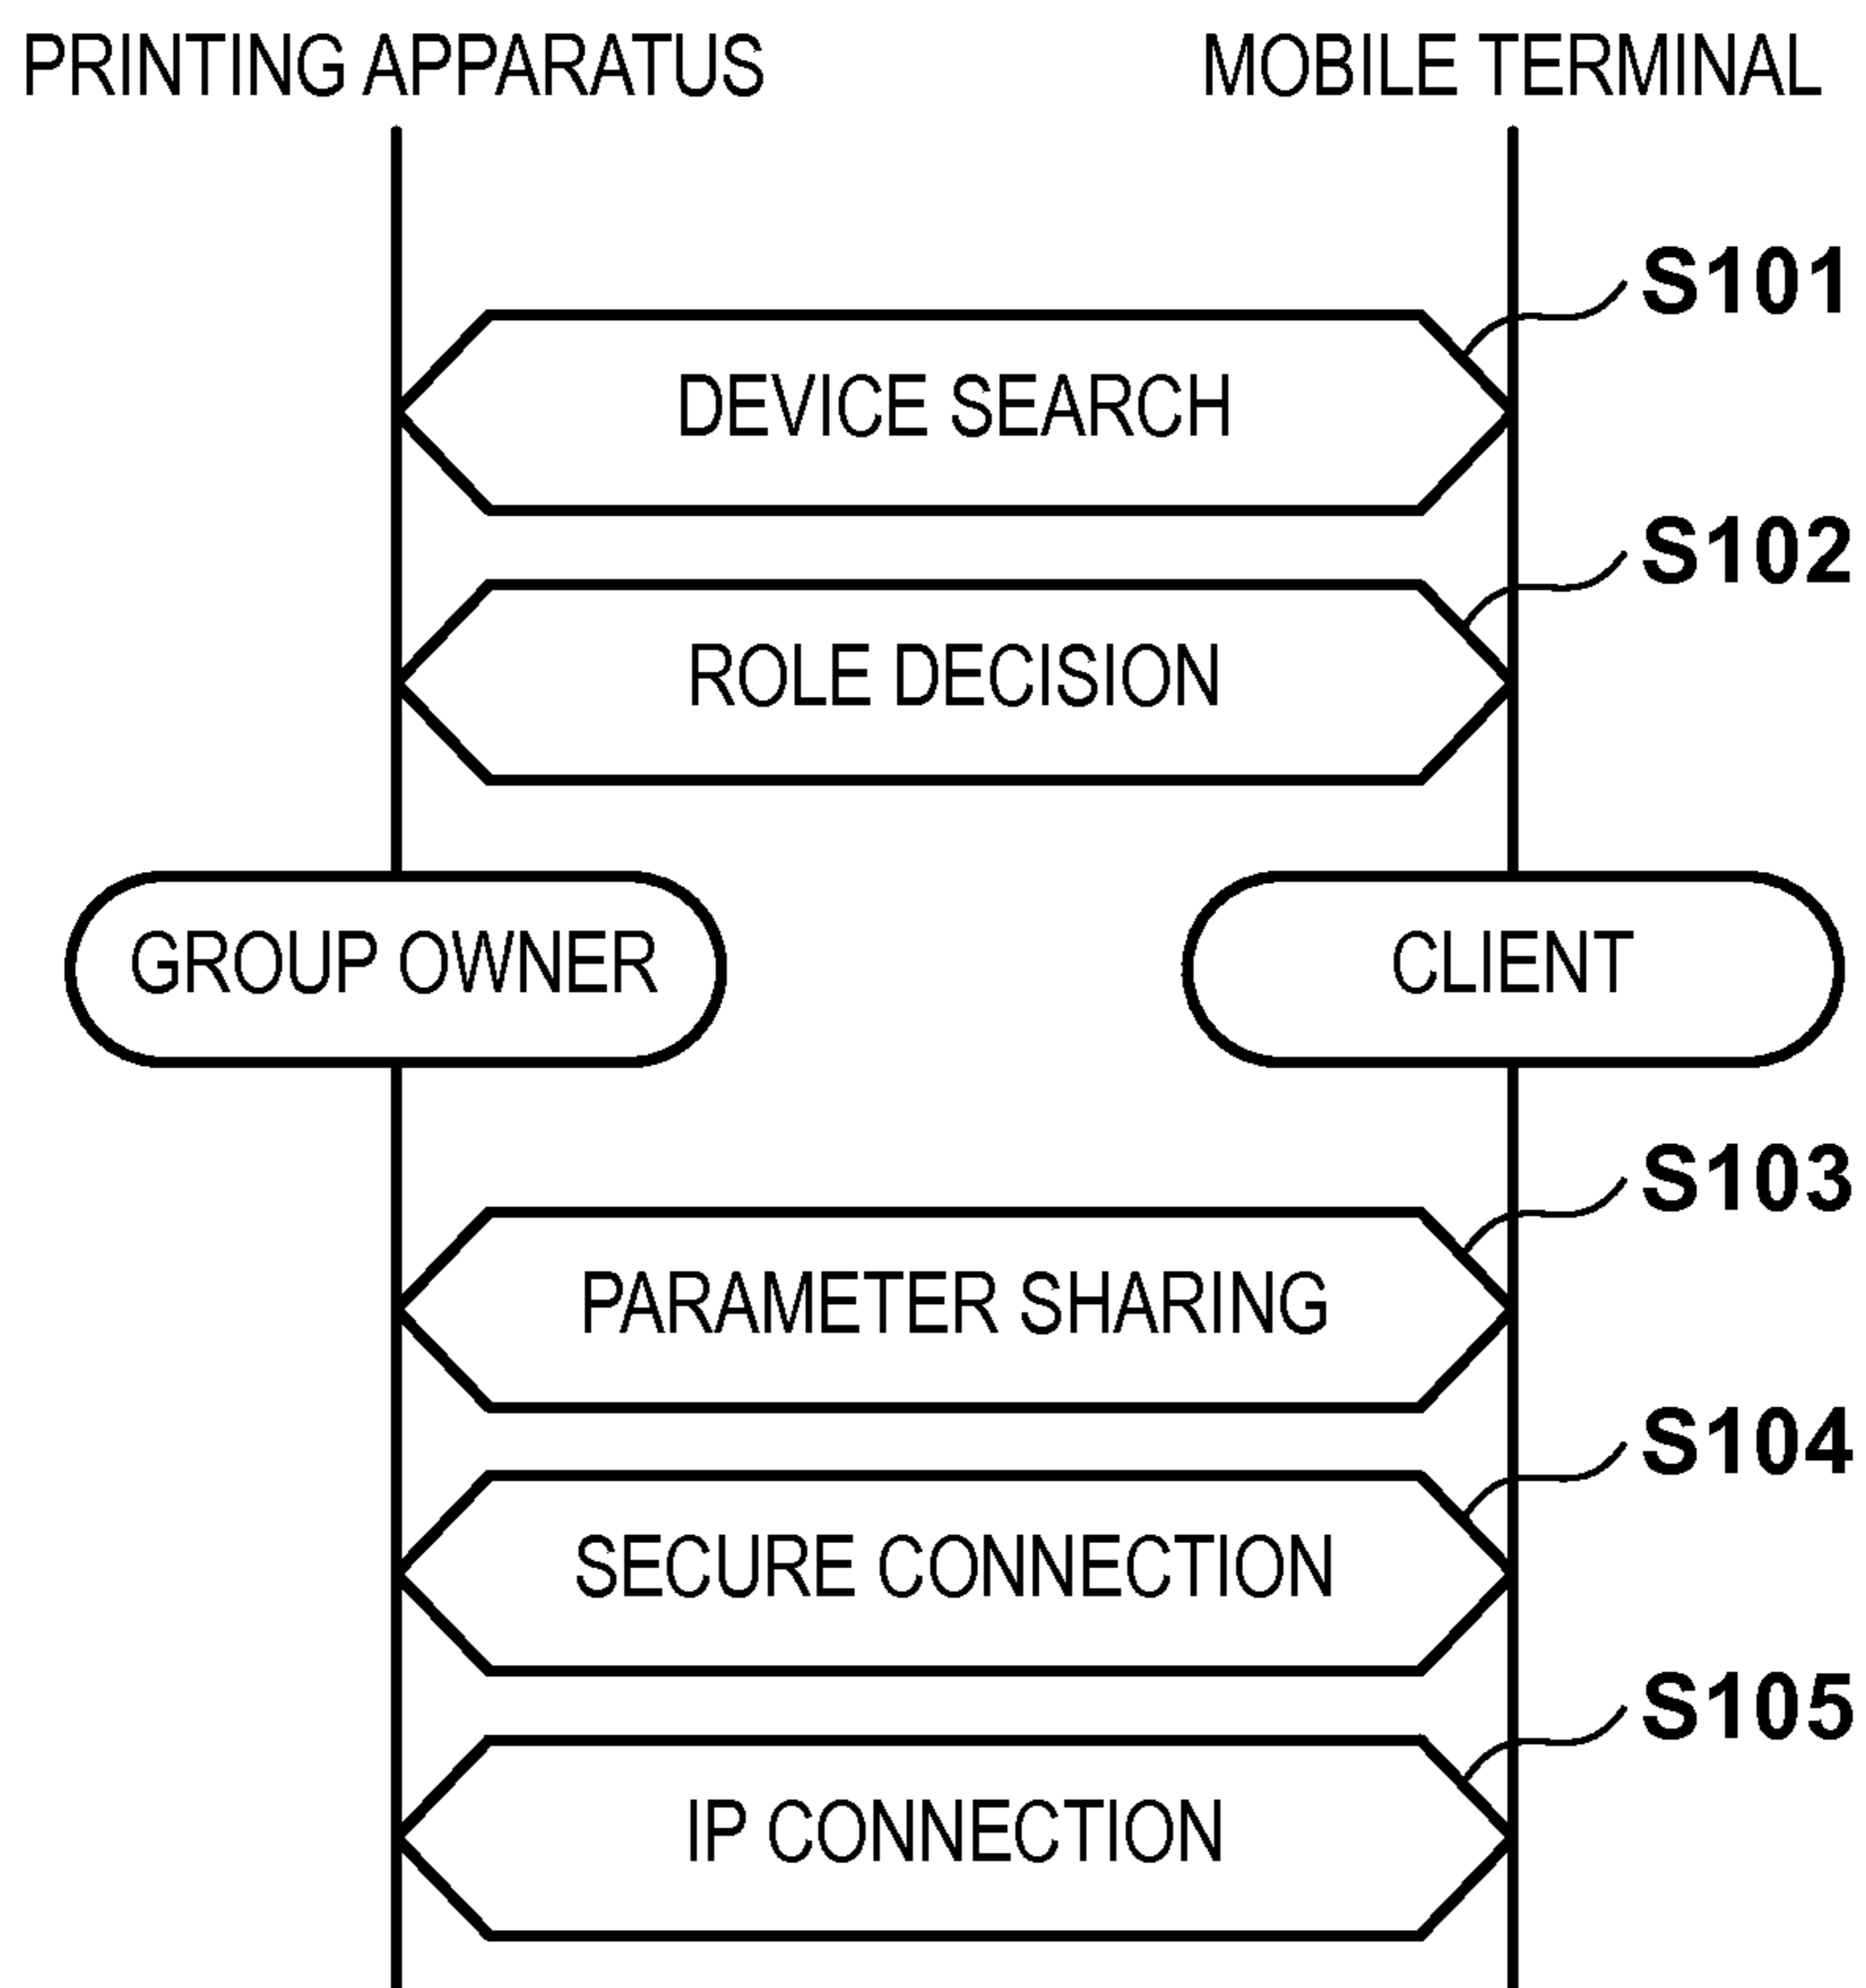 PRINTING APPARATUS
MOBILE TERMINAL
S101
DEVICE SEARCH
S102
ROLE DECISION
GROUP OWNER
CLIENT
S103
PARAMETER SHARING
S104
SECURE CONNECTION
S105
IP CONNECTION